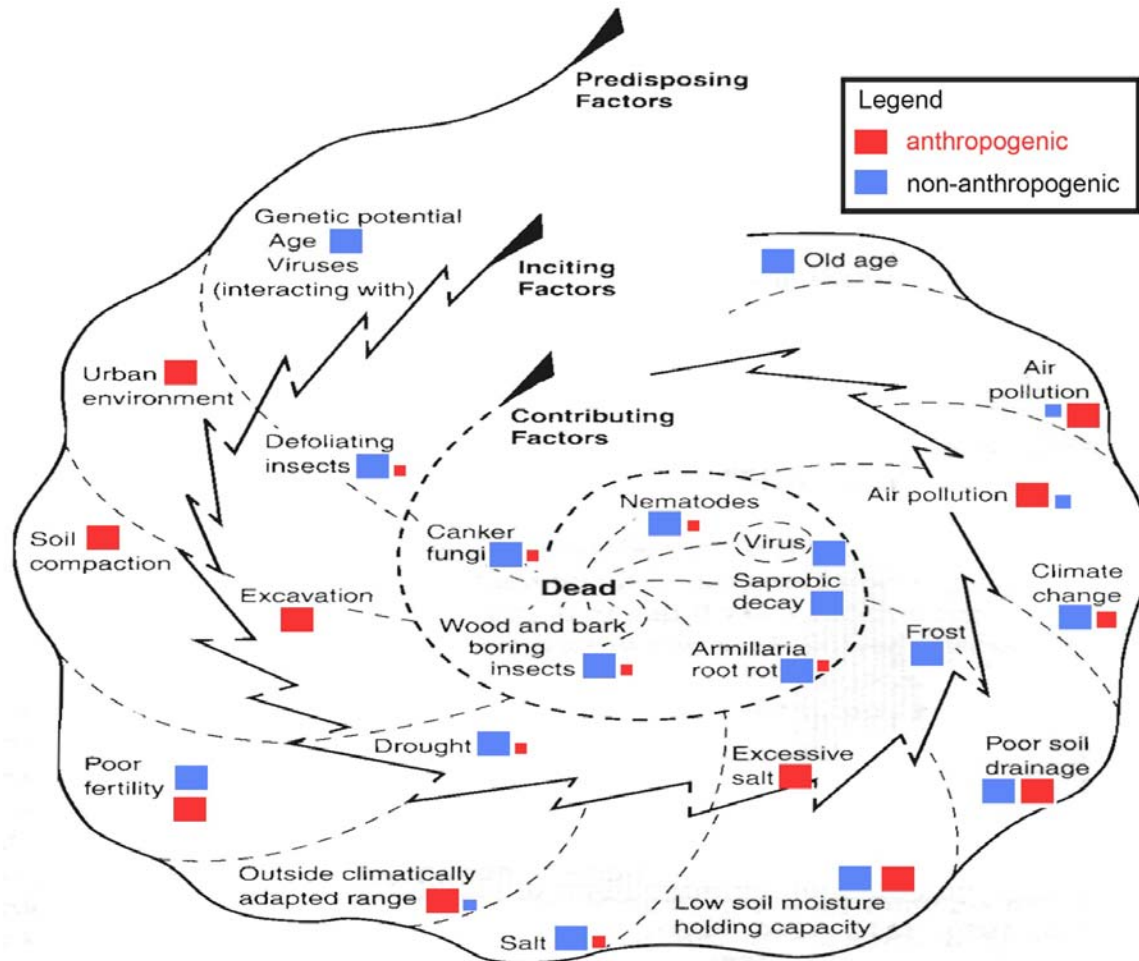 Predisposing
Factors
Legend
anthropogenic
non-anthropogenic
Genetic potential
Age
Viruses
(interacting with)
Inciting
Factors
Old age
Urban
environment
Contributing
Factors
Air
pollution
Defoliating
insects
Nematodes
Air pollution
Soil
compaction
Canker
fungi
Virus
Climate
change
Excavation
Dead
Saprobic
decay
Wood and bark
boring
insects
Armillaria
root rot
Frost
Drought
Excessive
salt
Poor soil
drainage
Poor
fertility
Outside climatically
adapted range
Low soil moisture
holding capacity
Salt